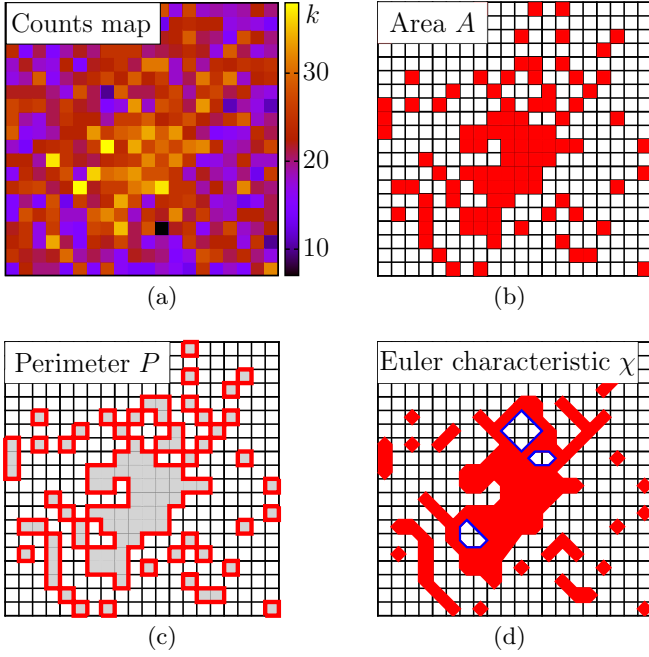 Counts map
k
30
20
10
(a)
Area A
(b)
Perimeter P
(c)
Euler characteristic χ
(d)